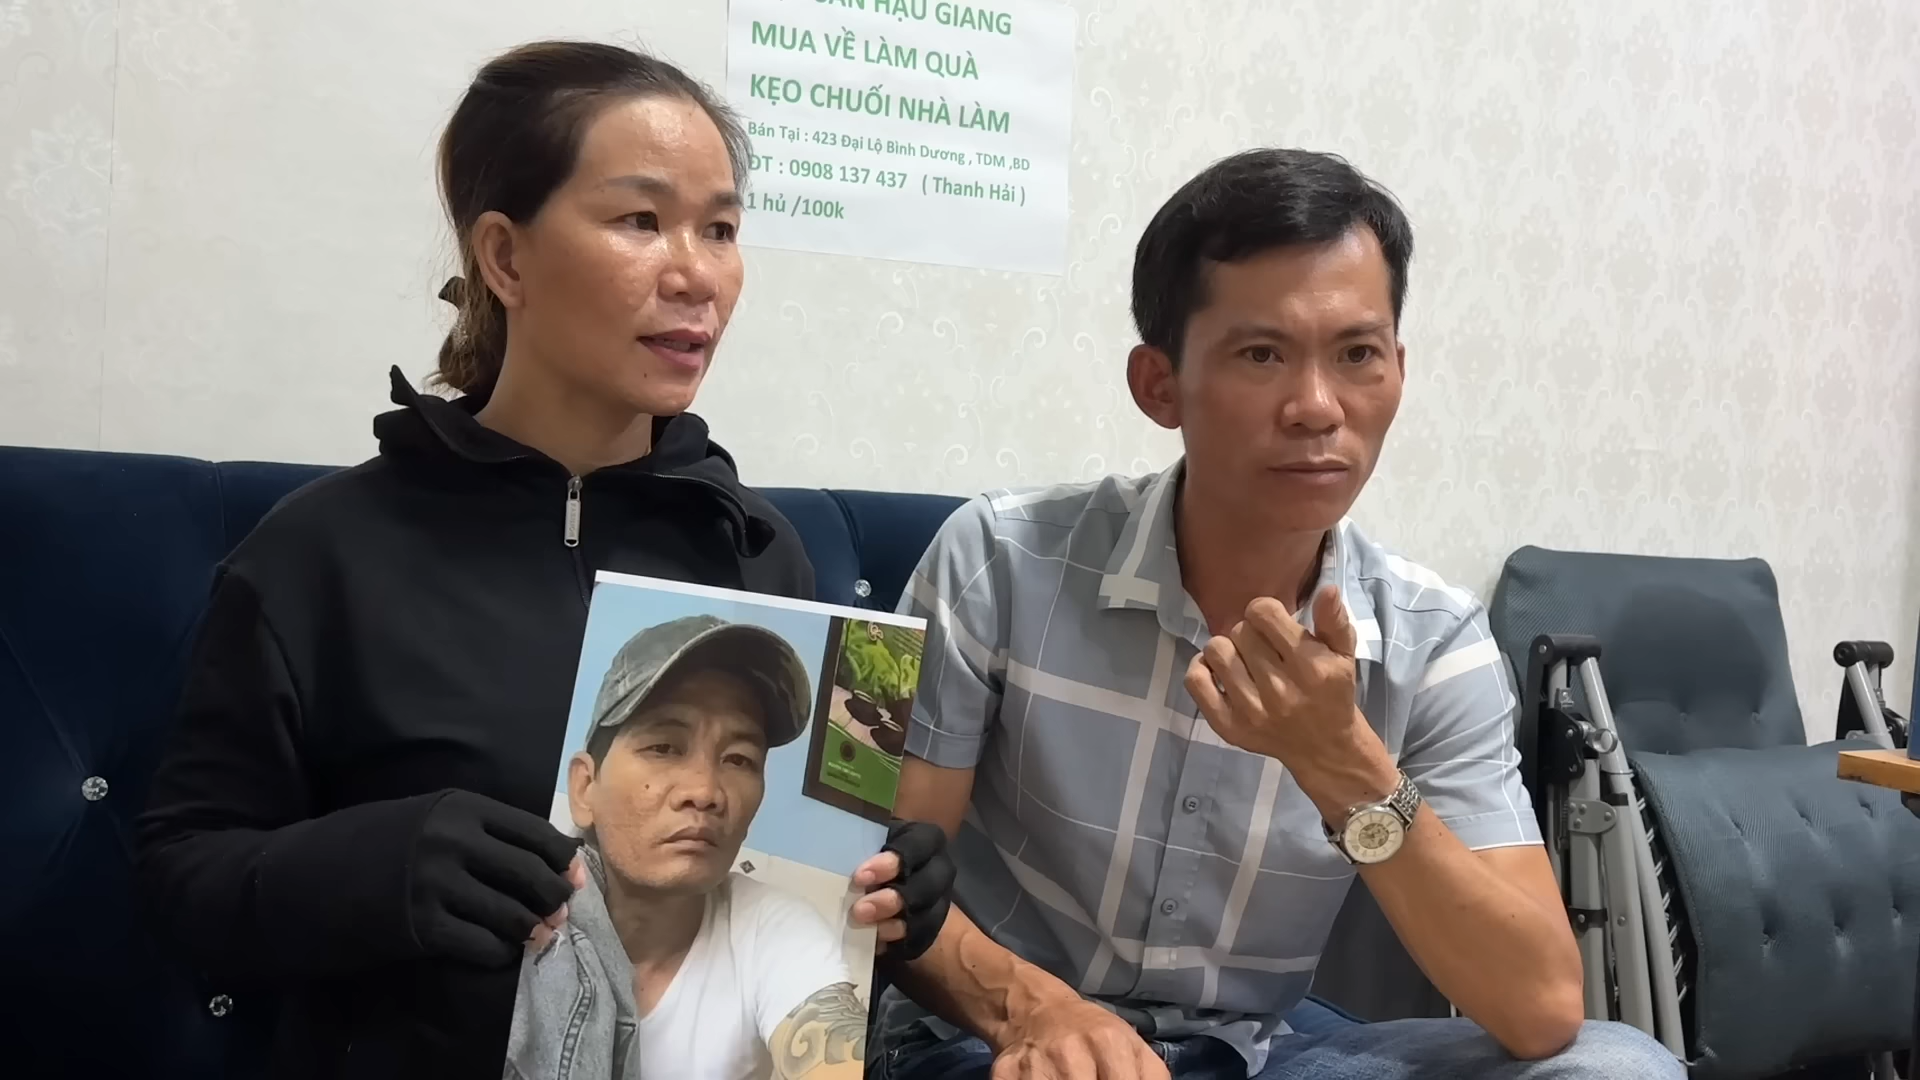 SẢN HẬU GIANG
MUA VỀ LÀM QUÀ
KẸO CHUỐI NHÀ LÀM
Bán Tại : 423 Đại Lộ Bình Dương , TDM ,BD
ĐT : 0908 137 437 ( Thanh Hải )
1 hủ /100k